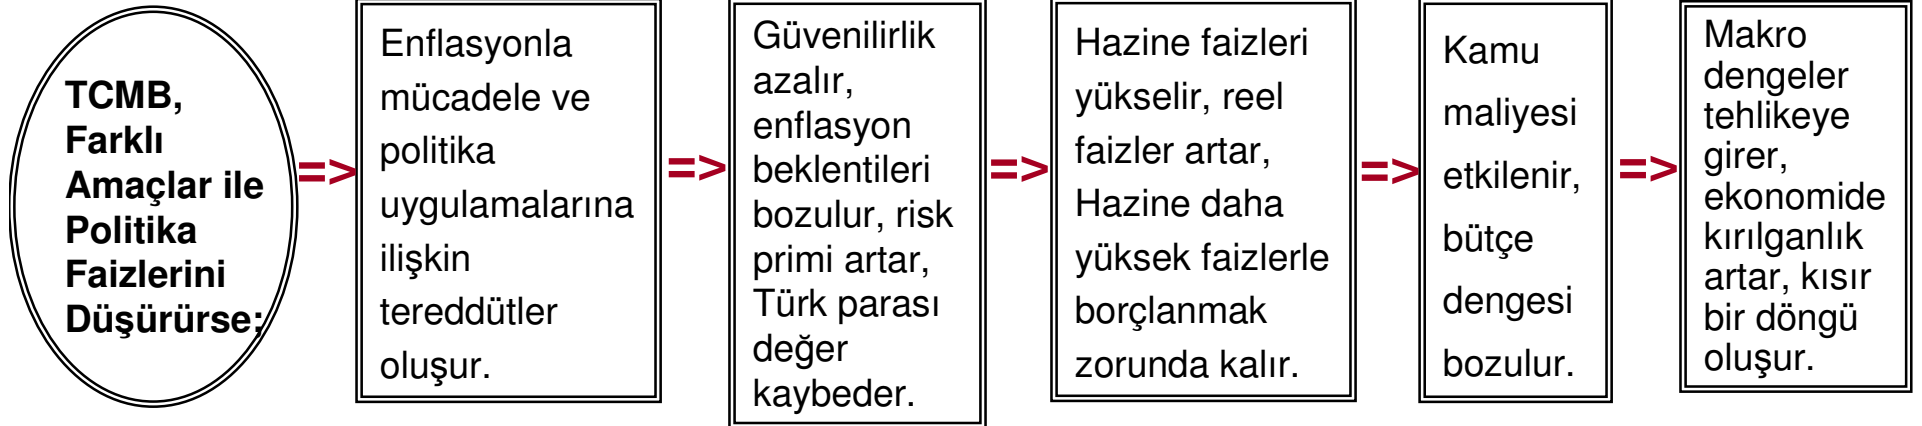 TCMB,
Farklı
Amaçlar ile
Politika
Faizlerini
Düşürürse;
=>
Enflasyonla
mücadele ve
politika
uygulamalarına
ilişkin
tereddütler
oluşur.
=>
Güvenilirlik
azalır,
enflasyon
beklentileri
bozulur, risk
primi artar,
Türk parası
değer
kaybeder.
=>
Hazine faizleri
yükselir, reel
faizler artar,
Hazine daha
yüksek faizlerle
borçlanmak
zorunda kalır.
=>
Kamu
maliyesi
etkilenir,
bütçe
dengesi
bozulur.
=>
Makro
dengeler
tehlikeye
girer,
ekonomide
kırılganlık
artar, kısır
bir döngü
oluşur.